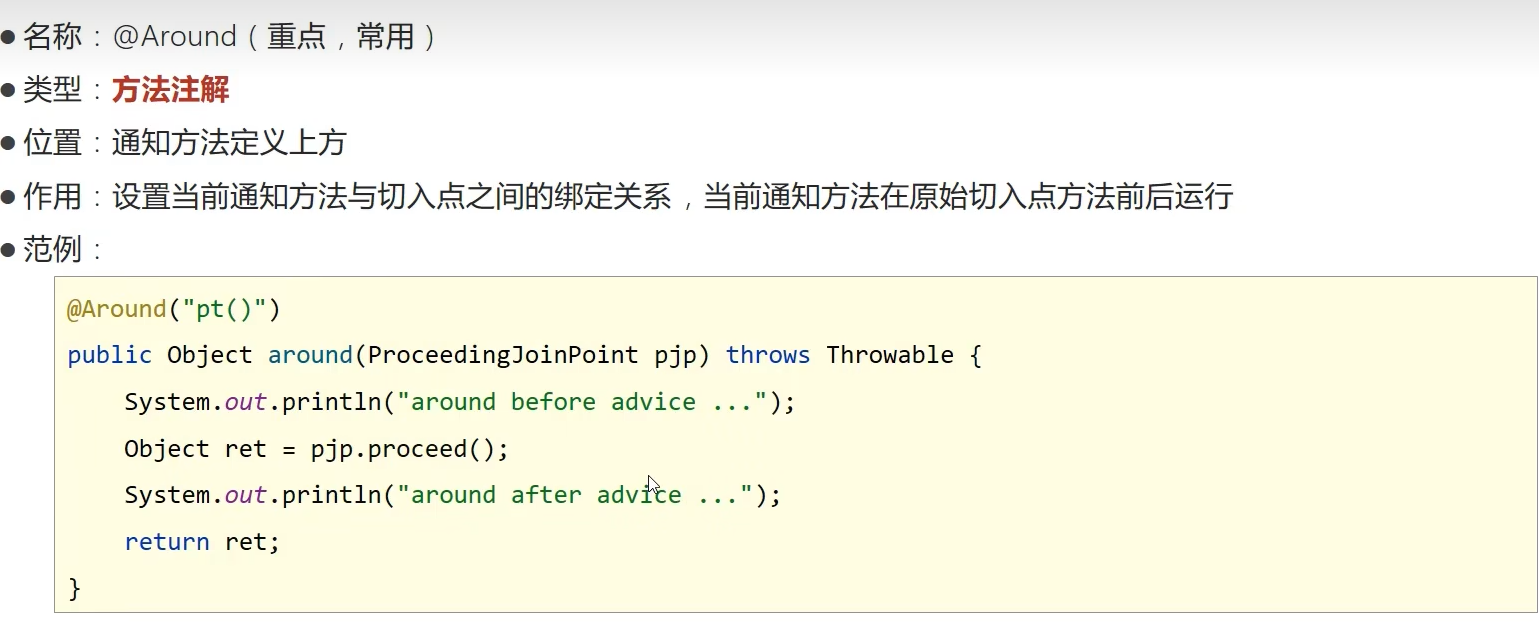 ● 名称：@Around（重点，常用）
● 类型：方法注解
● 位置：通知方法定义上方
● 作用：设置当前通知方法与切入点之间的绑定关系，当前通知方法在原始切入点方法前后运行
● 范例：
@Around("pt()")
public Object around(ProceedingJoinPoint pjp) throws Throwable {
    System.out.println("around before advice ...");
    Object ret = pjp.proceed();
    System.out.println("around after advice ...");
    return ret;
}